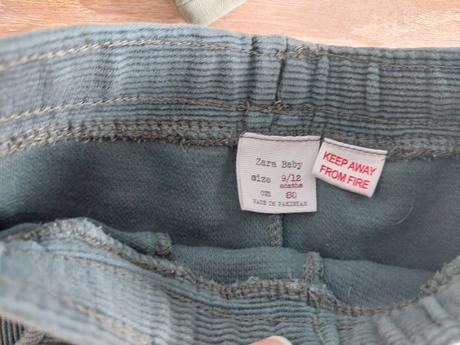 Zara Baby
size 9/12
months
cm 80
MADE IN PAKISTAN
KEEP AWAY
FROM FIRE